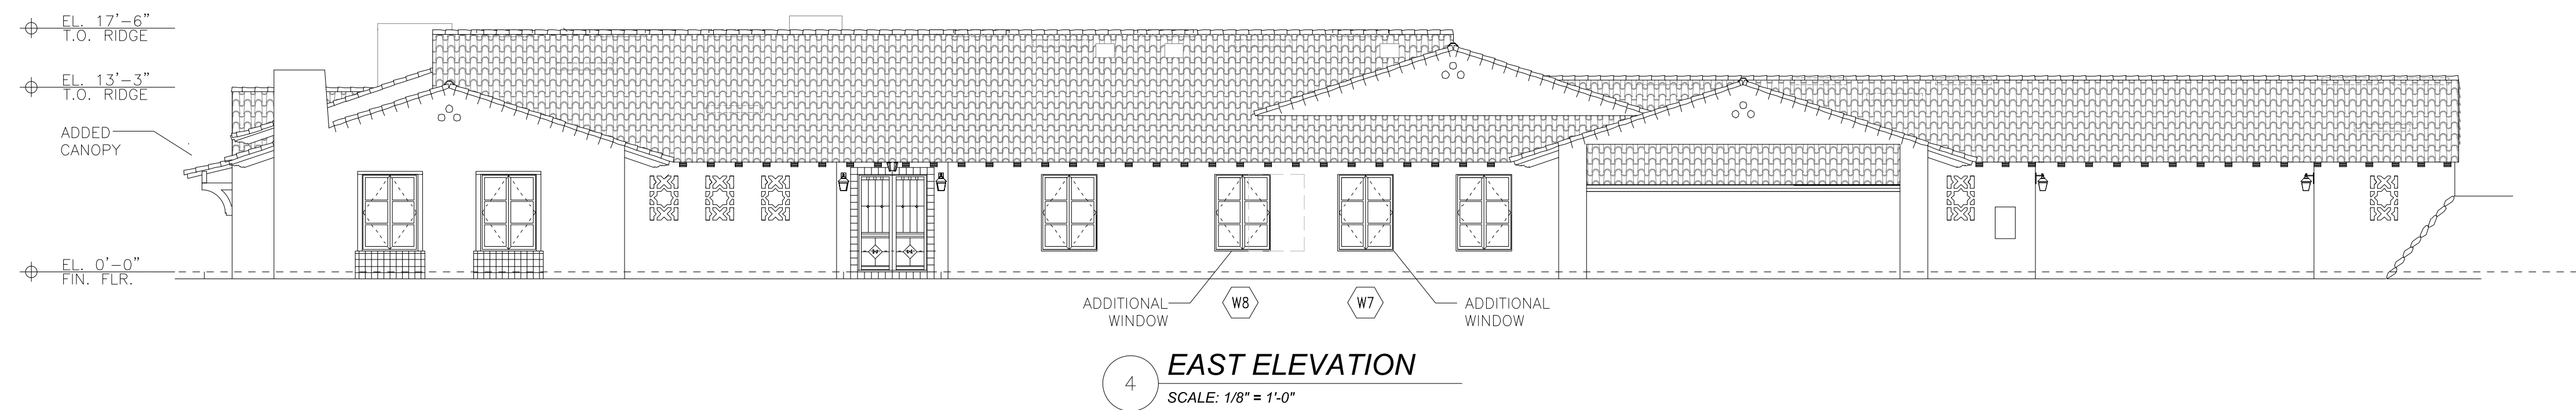 EL. 17'-6"
T.O. RIDGE
EL. 13'-3"
T.O. RIDGE
ADDED
CANOPY
EL. 0'-0"
FIN. FLR.
ADDITIONAL
WINDOW
W8
W7
ADDITIONAL
WINDOW
4
EAST ELEVATION
SCALE: 1/8" = 1'-0"